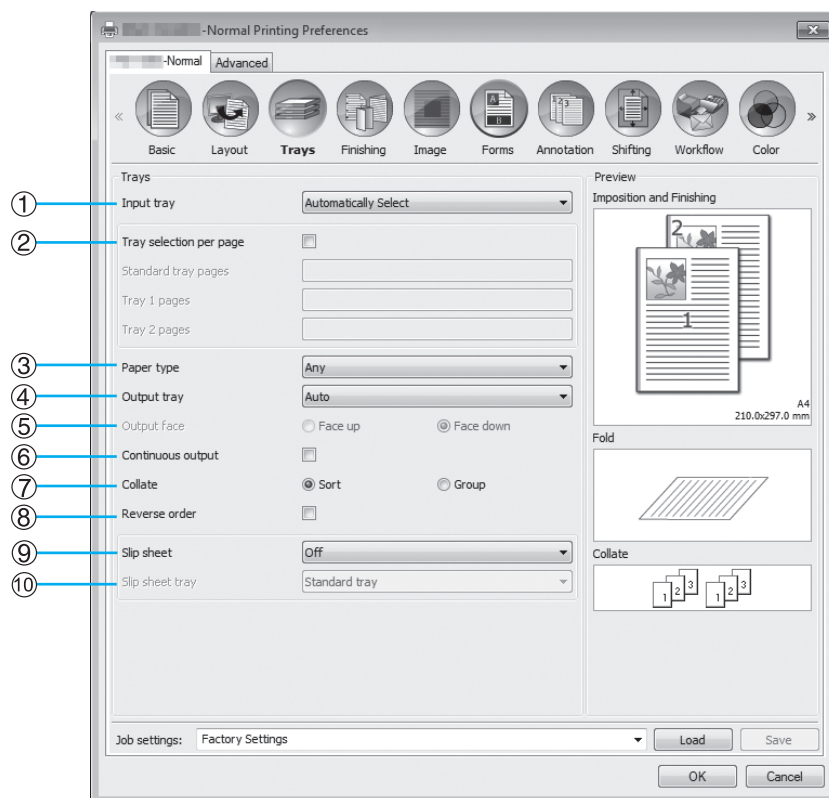 -Normal Printing Preferences
-Normal Advanced
« Basic Layout Trays Finishing Image Forms Annotation Shifting Workflow Color »
Trays
① Input tray Automatically Select
② Tray selection per page
Standard tray pages
Tray 1 pages
Tray 2 pages
③ Paper type Any
④ Output tray Auto
⑤ Output face Face up Face down
⑥ Continuous output
⑦ Collate Sort Group
⑧ Reverse order
⑨ Slip sheet Off
⑩ Slip sheet tray Standard tray
Preview
Imposition and Finishing
2
1
A4
210.0x297.0 mm
Fold
Collate
1 2 3 1 2 3
Job settings: Factory Settings Load Save
OK Cancel